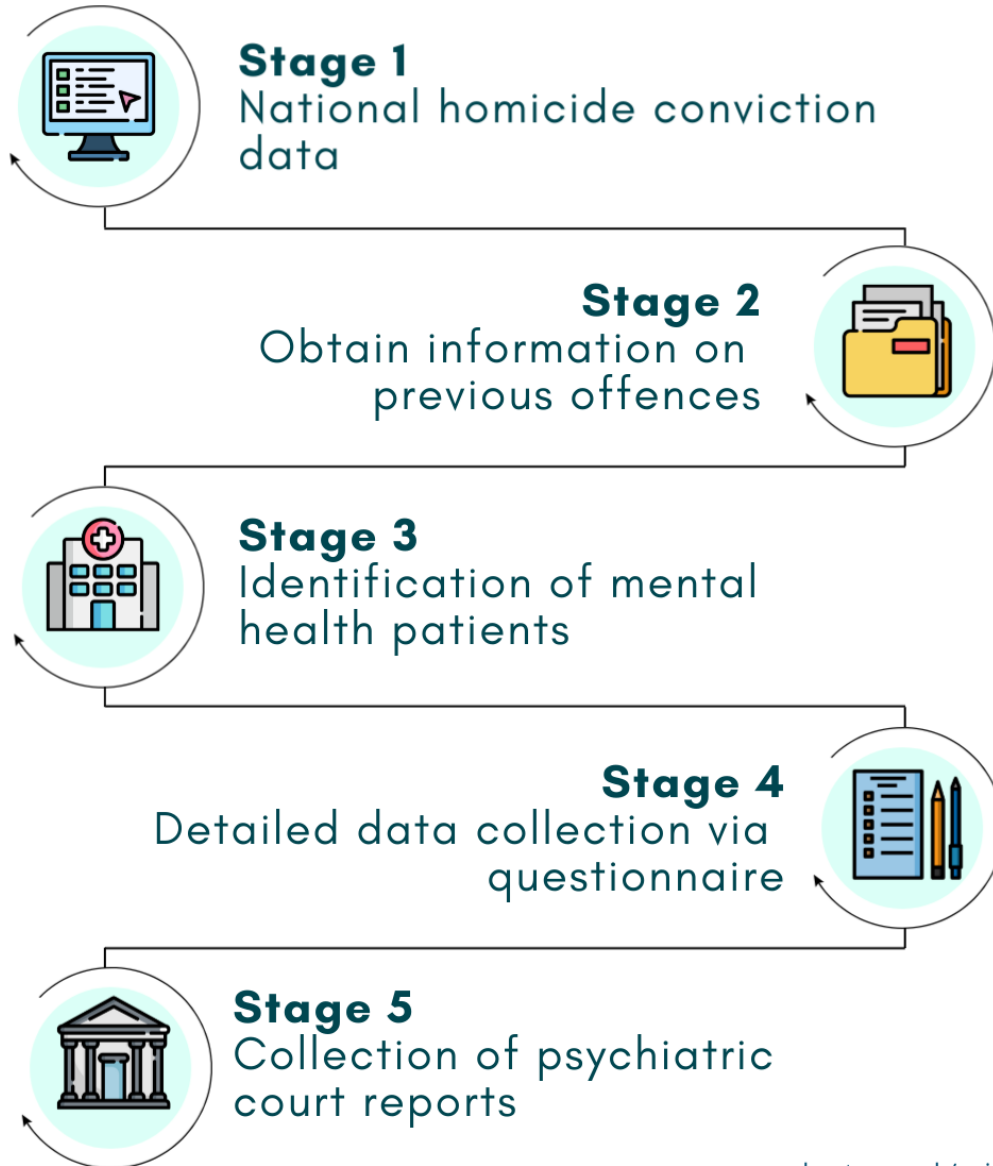 Stage 1
National homicide conviction
data
Stage 2
Obtain information on
previous offences
Stage 3
Identification of mental
health patients
Stage 4
Detailed data collection via
questionnaire
Stage 5
Collection of psychiatric
court reports